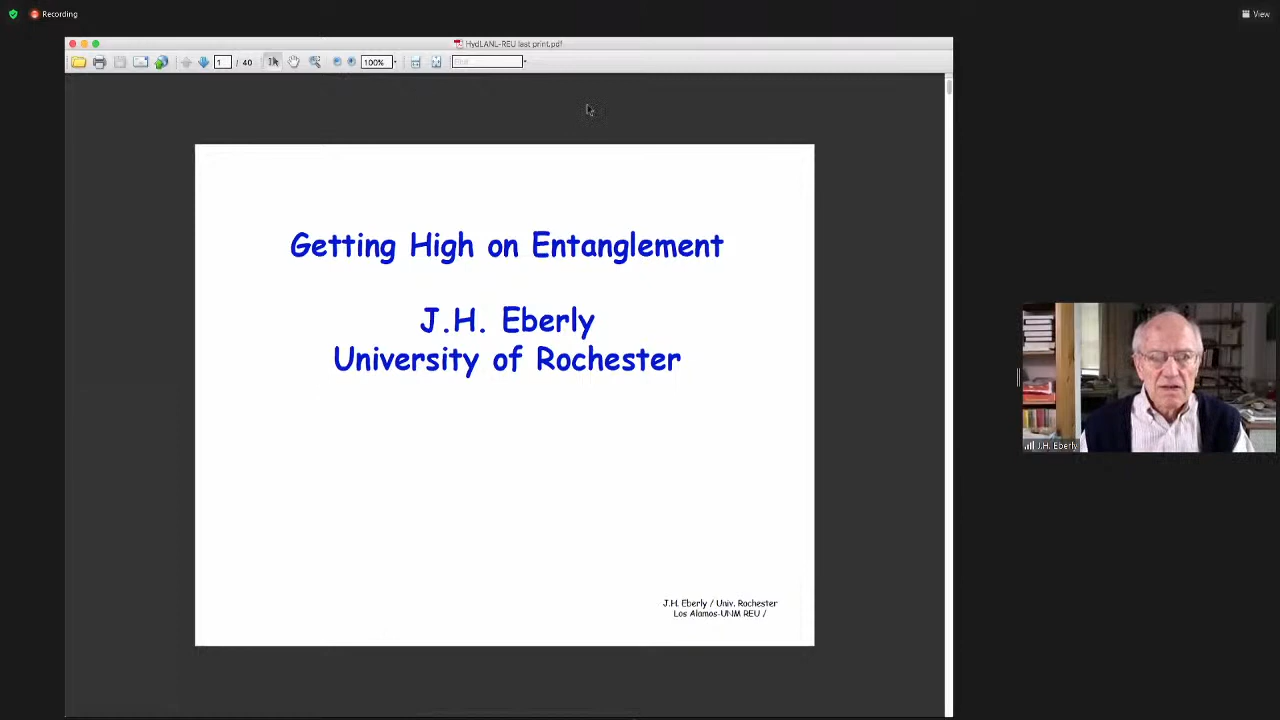 Recording
View
HydLANL-REU last print.pdf
1 / 40
100%
Find
Getting High on Entanglement
J.H. Eberly
University of Rochester
J.H. Eberly / Univ. Rochester
Los Alamos-UNM REU /
J.H. Eberly